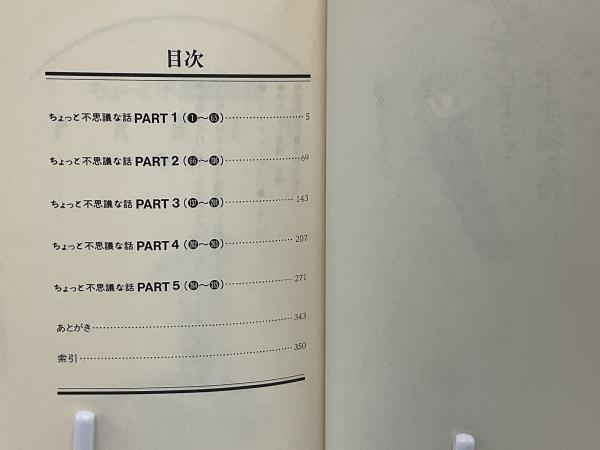 目次
ちょっと不思議な話 PART 1 (❶〜65)……………5
ちょっと不思議な話 PART 2 (66〜)……………69
ちょっと不思議な話 PART 3 (〜)……………143
ちょっと不思議な話 PART 4 (〜)……………207
ちょっと不思議な話 PART 5 (〜)……………271
あとがき……………343
索引……………350